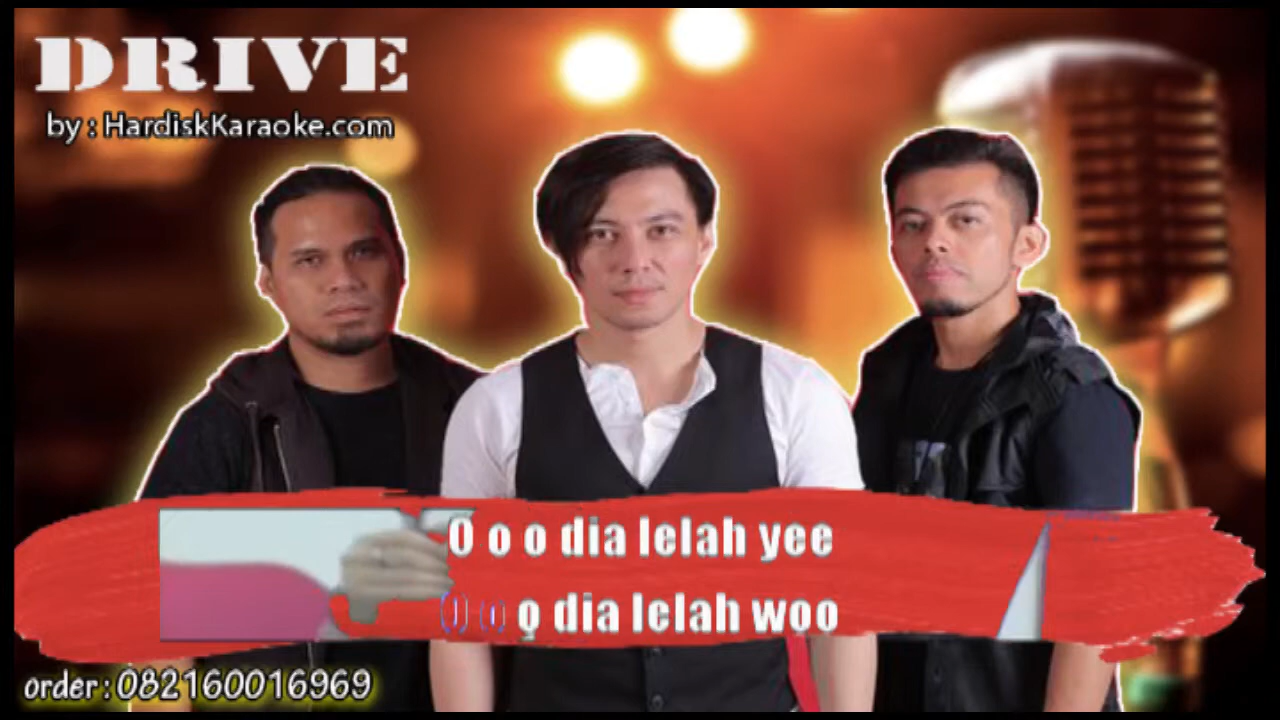 DRIVE
by : HardiskKaraoke.com
O o o dia lelah yee
O o o dia lelah woo
order : 082160016969